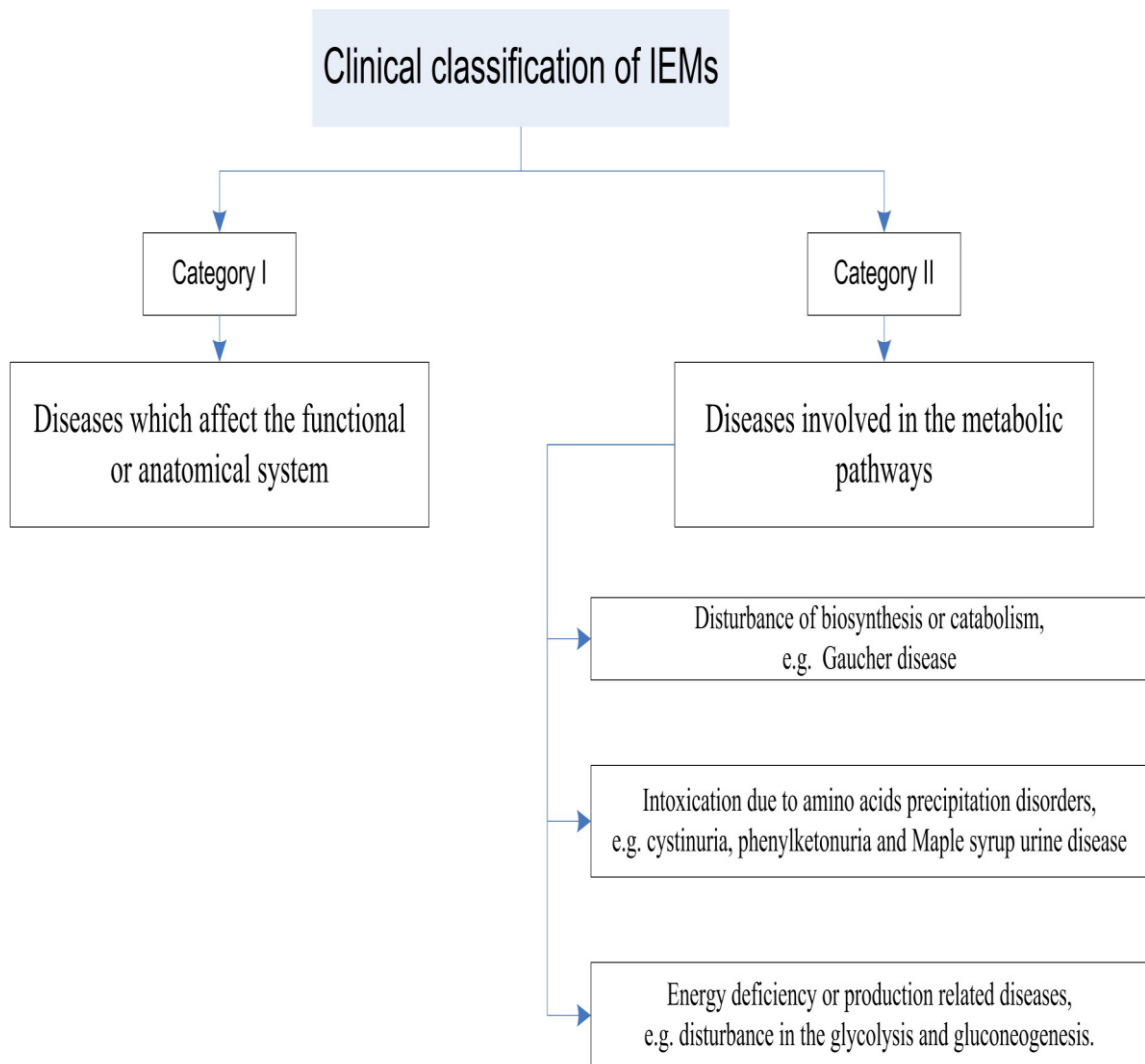 Clinical classification of IEMs
Category I
Category II
Diseases which affect the functional
or anatomical system
Diseases involved in the metabolic
pathways
Disturbance of biosynthesis or catabolism,
e.g. Gaucher disease
Intoxication due to amino acids precipitation disorders,
e.g. cystinuria, phenylketonuria and Maple syrup urine disease
Energy deficiency or production related diseases,
e.g. disturbance in the glycolysis and gluconeogenesis.